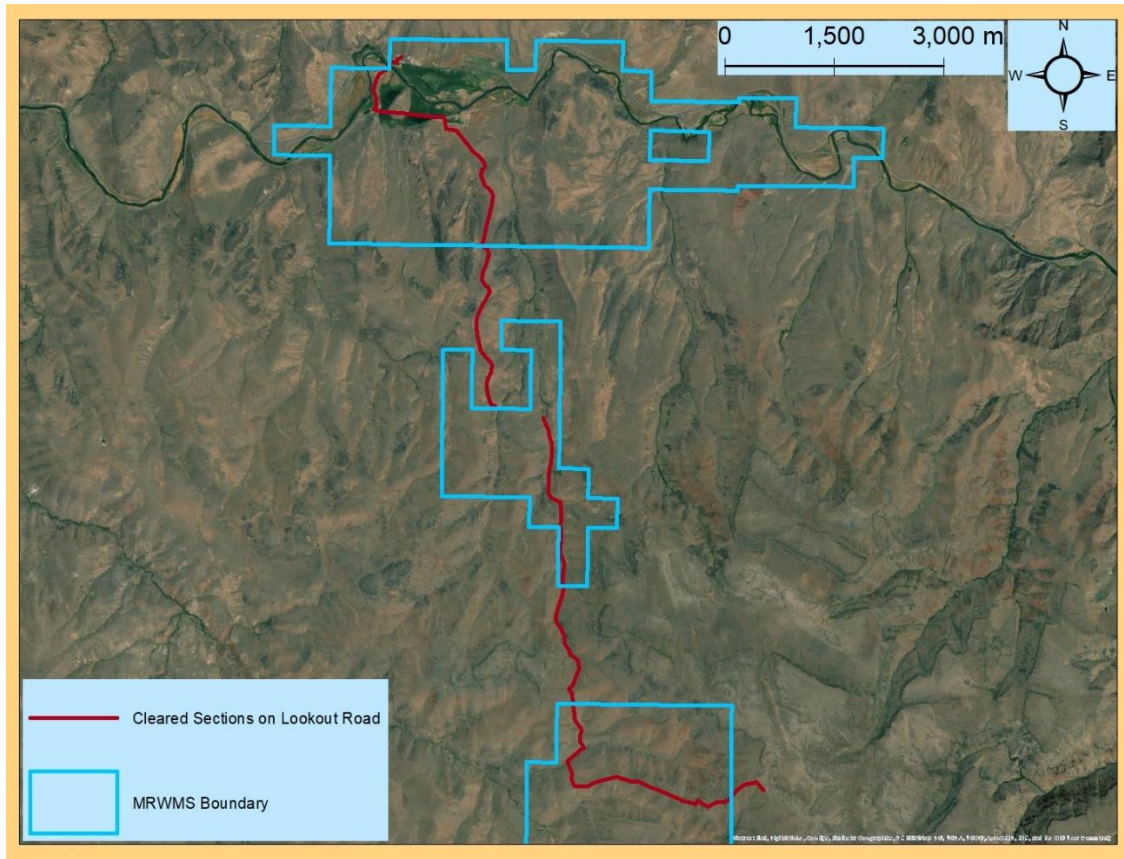 0 1,500 3,000 m
N
W E
S
Cleared Sections on Lookout Road
MRWMS Boundary